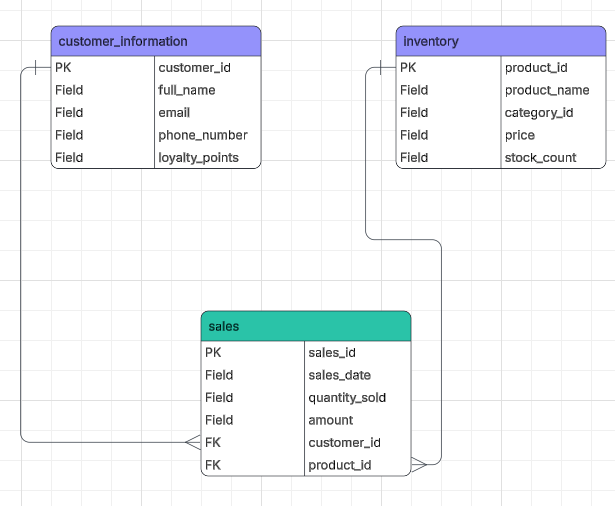 customer_information
PK customer_id
Field full_name
Field email
Field phone_number
Field loyalty_points
inventory
PK product_id
Field product_name
Field category_id
Field price
Field stock_count
sales
PK sales_id
Field sales_date
Field quantity_sold
Field amount
FK customer_id
FK product_id